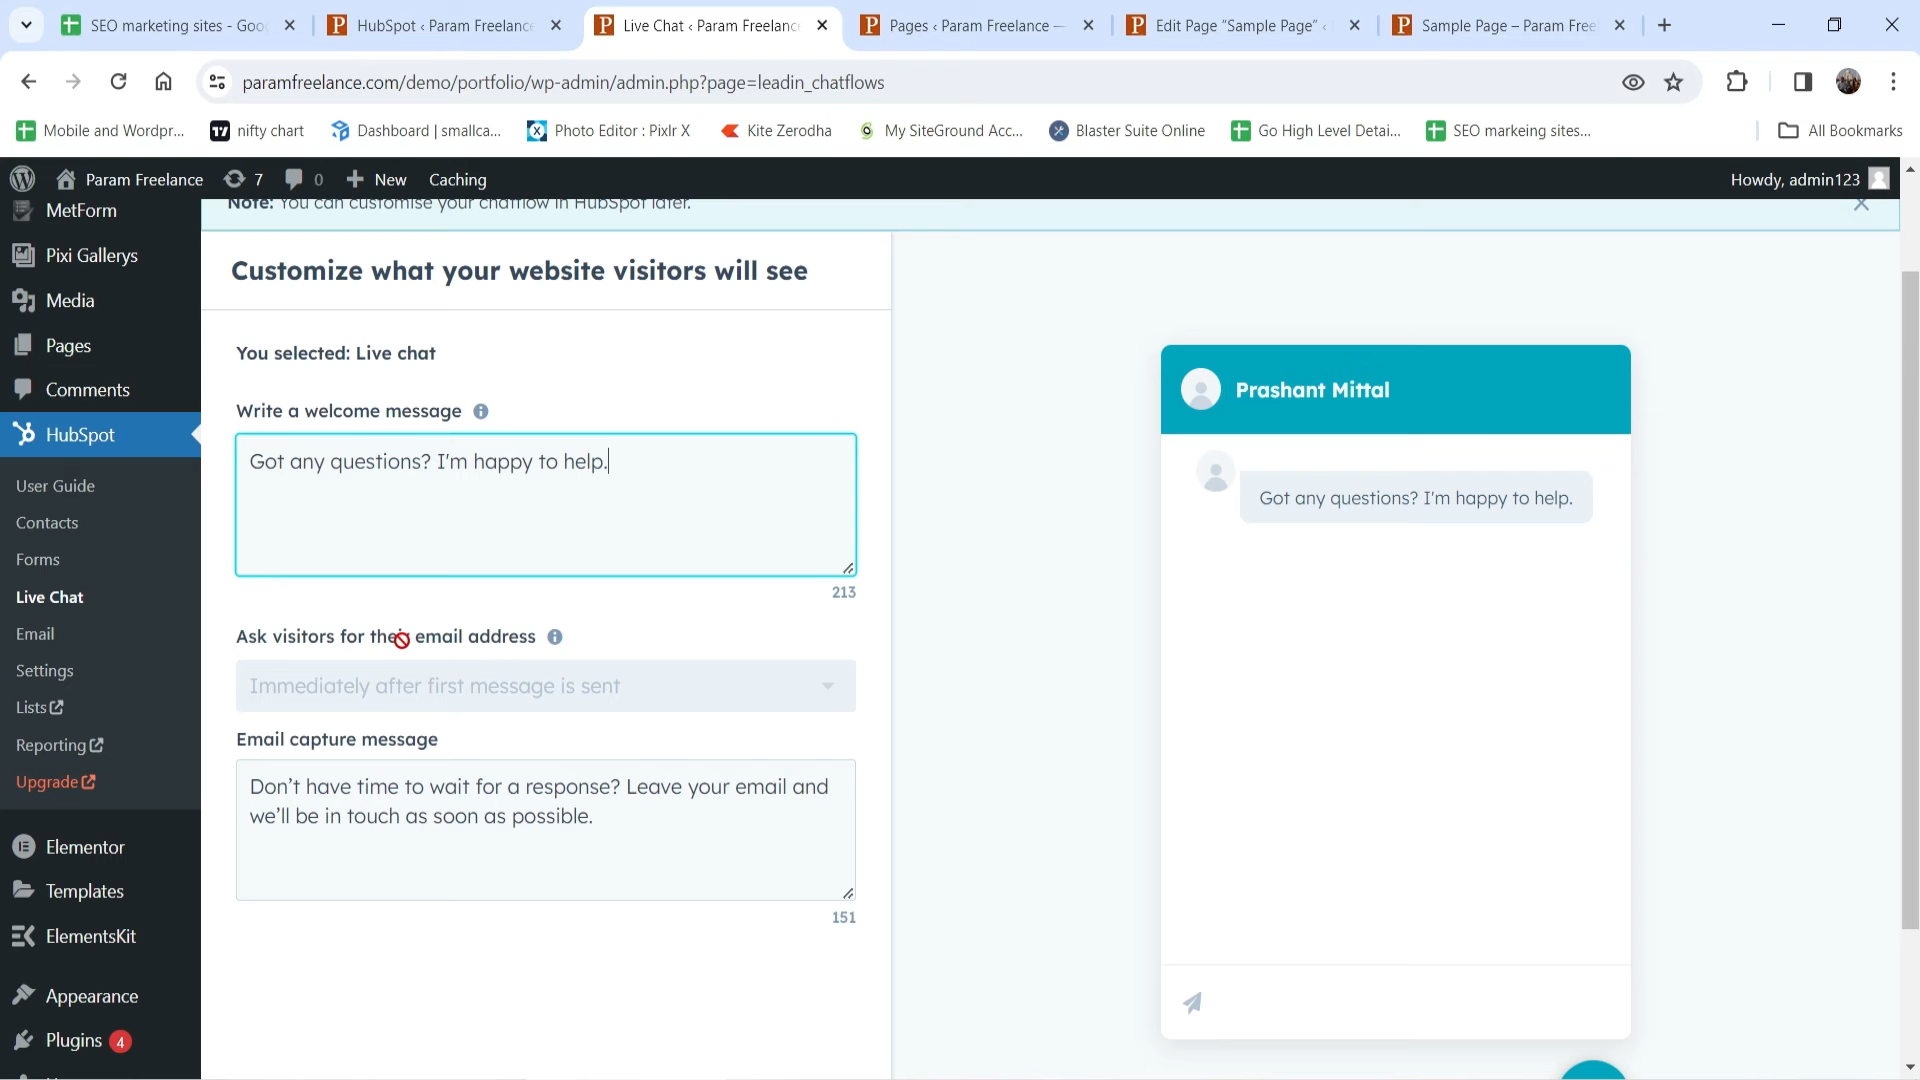 SEO marketing sites - Goo
HubSpot ‹ Param Freelance
Live Chat ‹ Param Freelanc
Pages ‹ Param Freelance —
Edit Page “Sample Page” ‹
Sample Page – Param Free
paramfreelance.com/demo/portfolio/wp-admin/admin.php?page=leadin_chatflows
Mobile and Wordpr...
nifty chart
Dashboard | smallca...
Photo Editor : Pixlr X
Kite Zerodha
My SiteGround Acc...
Blaster Suite Online
Go High Level Detai...
SEO markeing sites...
All Bookmarks
Param Freelance
7
0
New
Caching
Howdy, admin123
MetForm
Pixi Gallerys
Media
Pages
Comments
HubSpot
User Guide
Contacts
Forms
Live Chat
Email
Settings
Lists
Reporting
Upgrade
Elementor
Templates
ElementsKit
Appearance
Plugins 4
Note: You can customise your chatflow in HubSpot later.
Customize what your website visitors will see
You selected: Live chat
Write a welcome message
Got any questions? I'm happy to help.
213
Ask visitors for their email address
Immediately after first message is sent
Email capture message
Don’t have time to wait for a response? Leave your email and
we’ll be in touch as soon as possible.
151
Prashant Mittal
Got any questions? I'm happy to help.